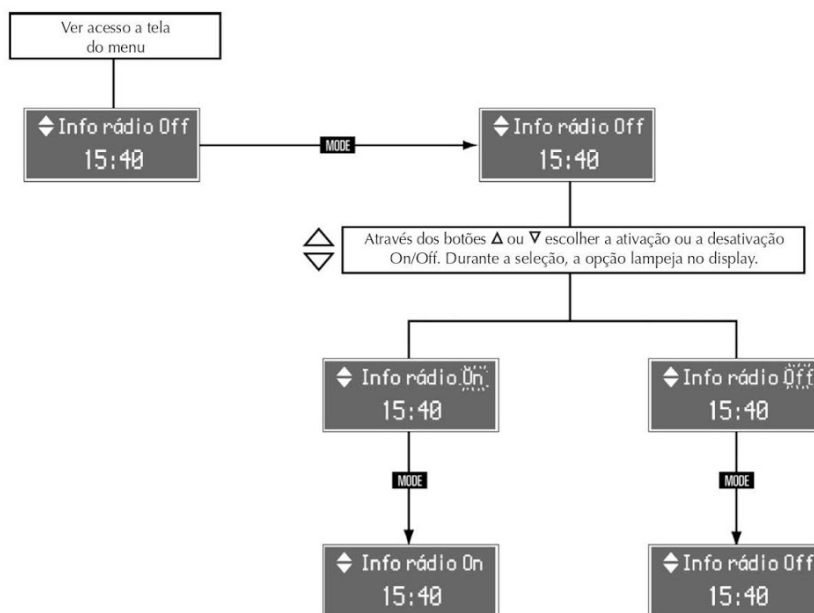 Ver acesso a tela
do menu
Info rádio Off
15:40
MODE
Info rádio Off
15:40
Através dos botões Δ ou ∇ escolher a ativação ou a desativação
On/Off. Durante a seleção, a opção lampeja no display.
Info rádio On
15:40
Info rádio Off
15:40
MODE
MODE
Info rádio On
15:40
Info rádio Off
15:40